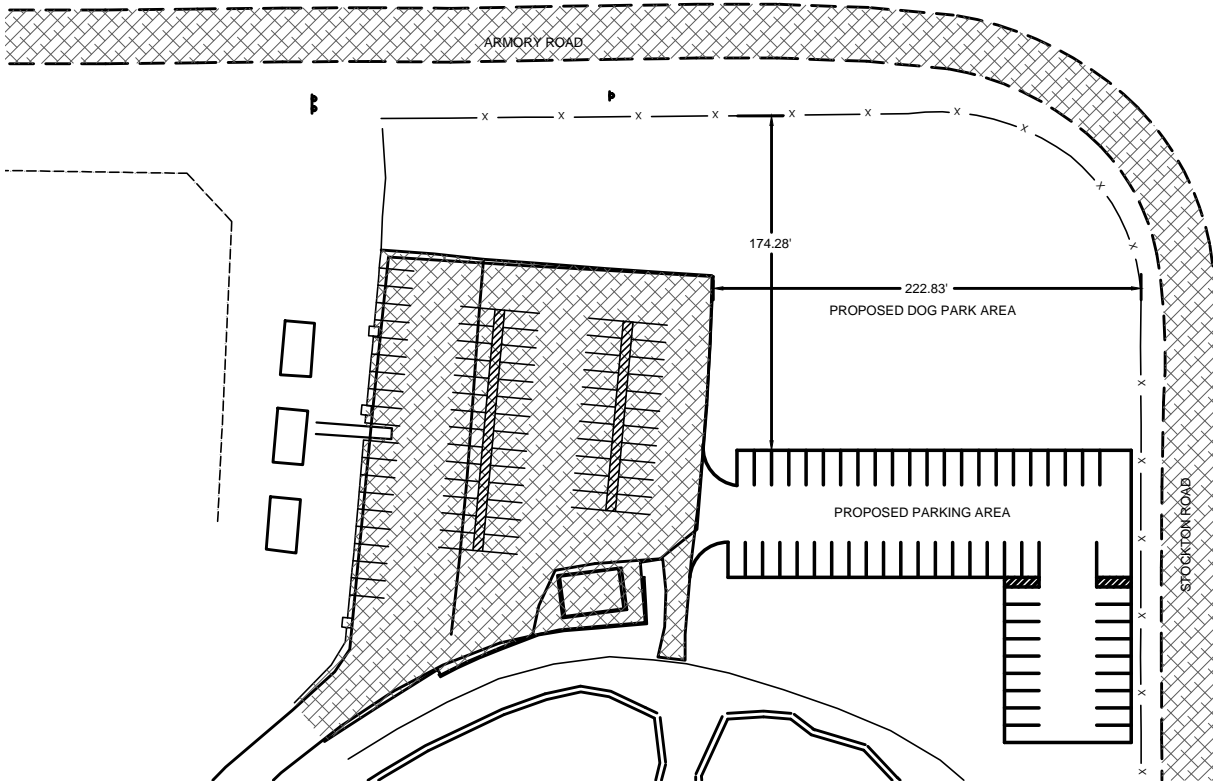 ARMORY ROAD
174.28'
222.83'
PROPOSED DOG PARK AREA
PROPOSED PARKING AREA
STOCKTON ROAD